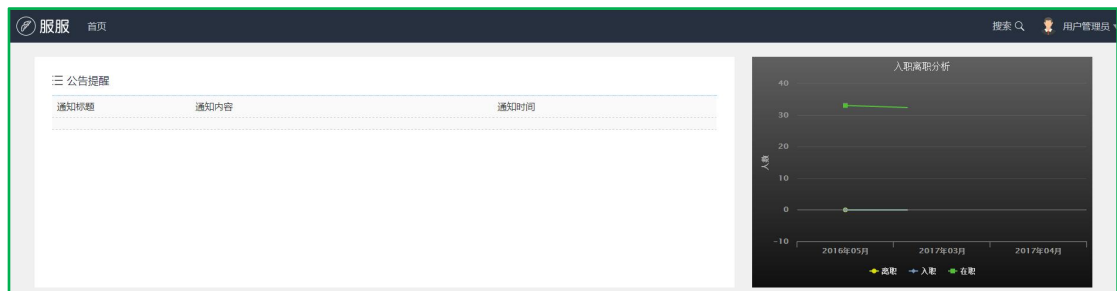 服服 首页 搜索 用户管理员
公告提醒
通知标题 通知内容 通知时间
入职离职分析
40
30
20
10
0
-10
人数
2016年05月 2017年03月 2017年04月
离职 入职 在职